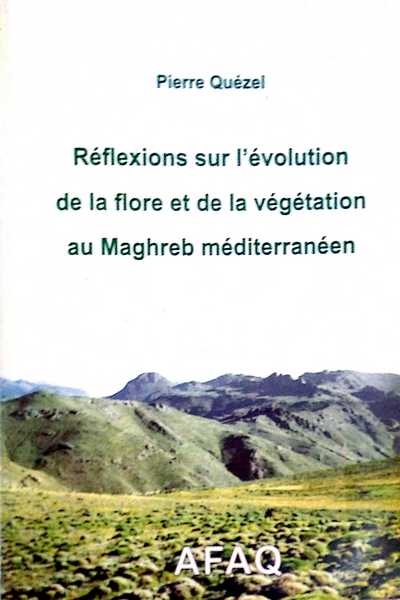 Pierre Quézel
Réflexions sur l'évolution
de la flore et de la végétation
au Maghreb méditerranéen
AFAQ